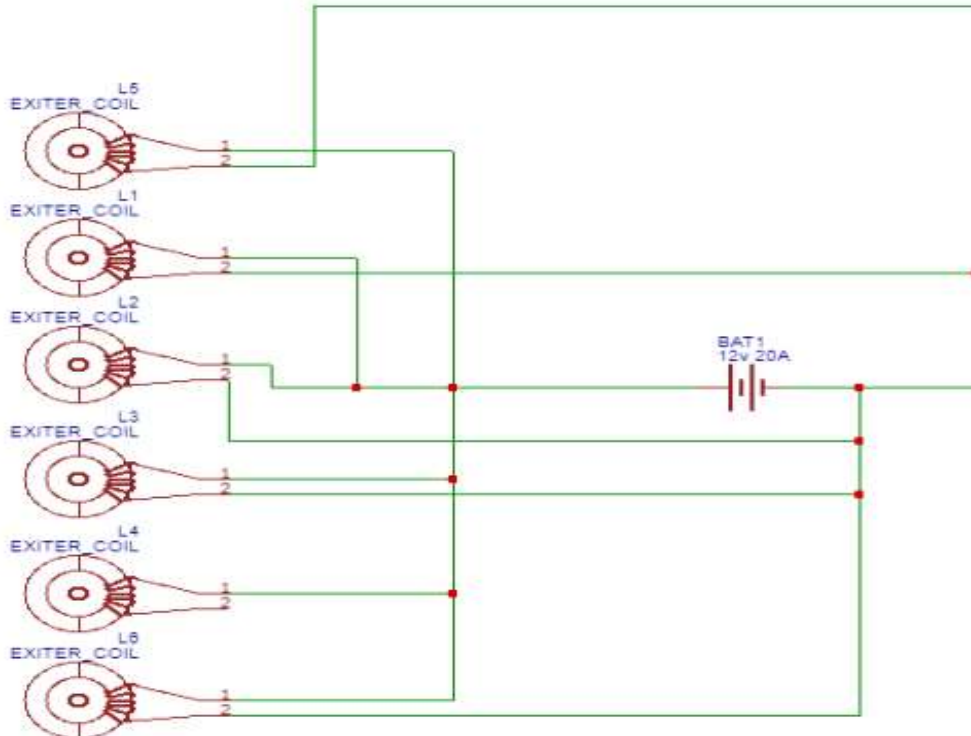 L5
EXITER_COIL
1
2
L1
EXITER_COIL
1
2
L2
EXITER_COIL
1
2
BAT1
12v 20A
L3
EXITER_COIL
1
2
L4
EXITER_COIL
1
2
L6
EXITER_COIL
1
2